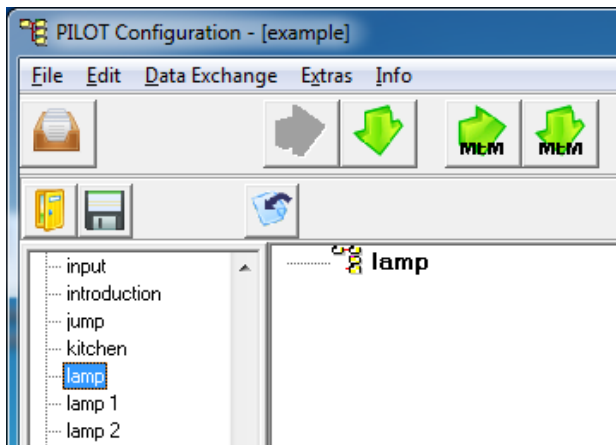 PILOT Configuration - [example]
File Edit Data Exchange Extras Info
MEM MEM
input
introduction
jump
kitchen
lamp
lamp 1
lamp 2
lamp